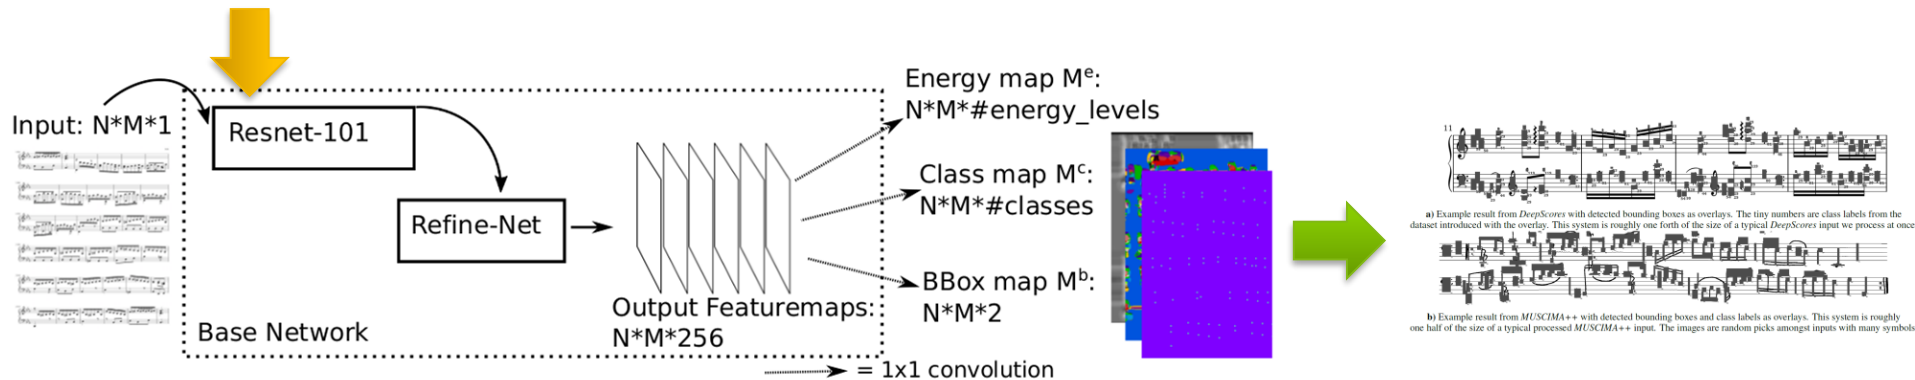 Input: N*M*1
Resnet-101
Refine-Net
Base Network
Output Featuremaps:
N*M*256
Energy map Mᵉ:
N*M*#energy_levels
Class map Mᶜ:
N*M*#classes
BBox map Mᵇ:
N*M*2
= 1x1 convolution
11
a) Example result from DeepScores with detected bounding boxes as overlays. The tiny numbers are class labels from the
dataset introduced with the overlay. This system is roughly one forth of the size of a typical DeepScores input we process at once
b) Example result from MUSCIMA++ with detected bounding boxes and class labels as overlays. This system is roughly
one half of the size of a typical processed MUSCIMA++ input. The images are random picks amongst inputs with many symbols